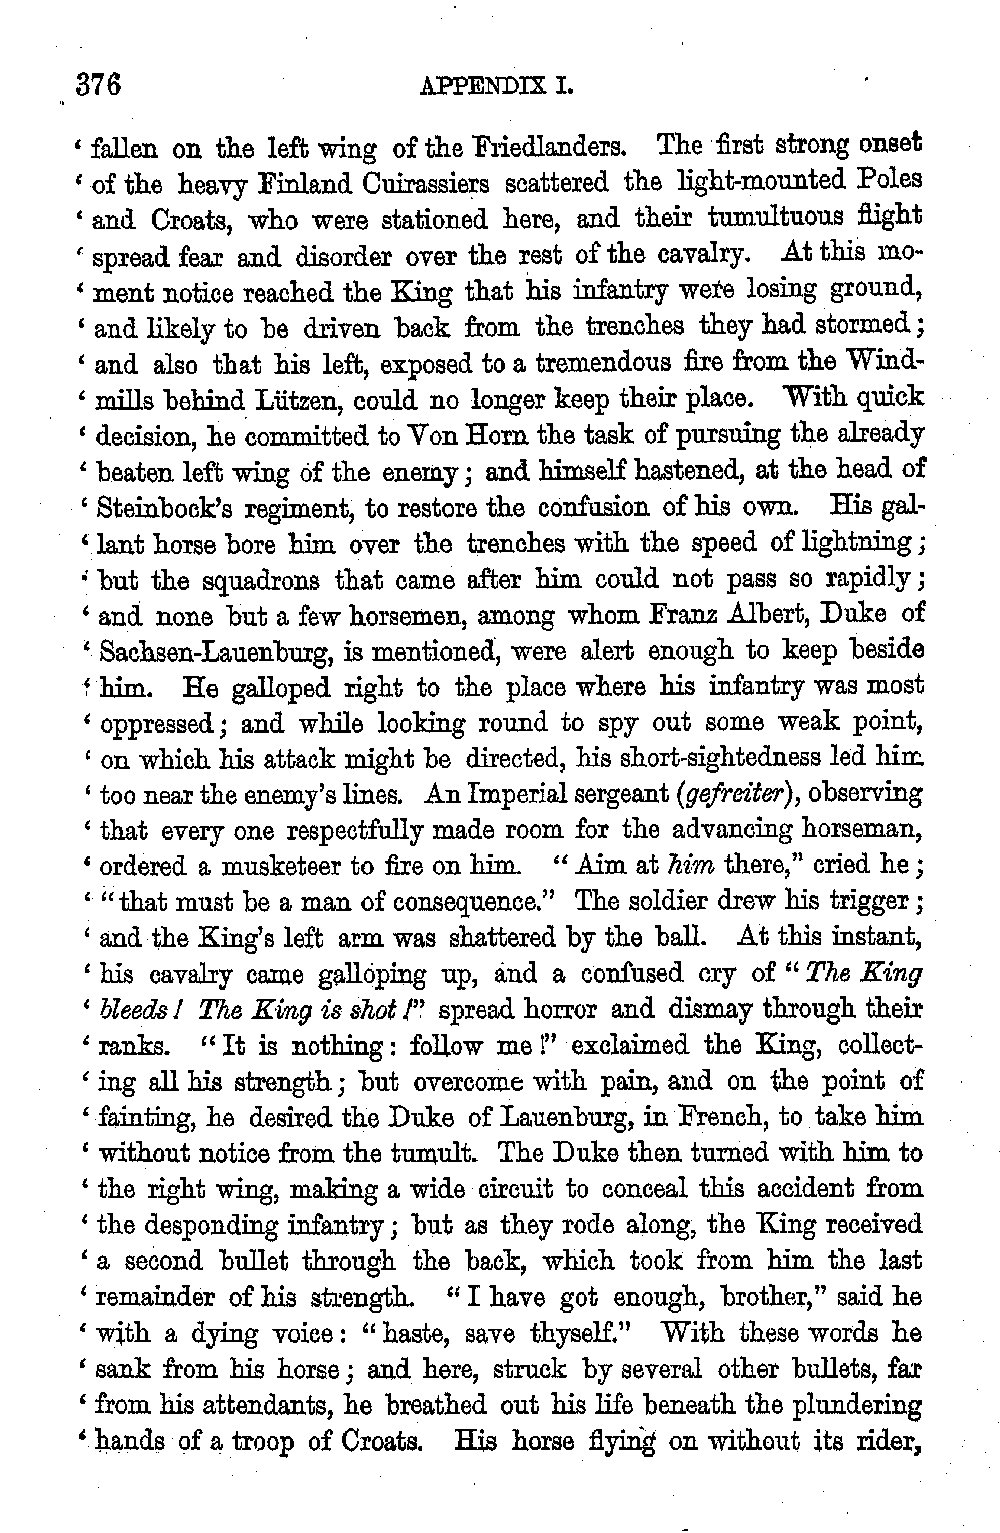 376 APPENDIX I.
‘ fallen on the left wing of the Friedlanders. The first strong onset
‘ of the heavy Finland Cuirassiers scattered the light-mounted Poles
‘ and Croats, who were stationed here, and their tumultuous flight
‘ spread fear and disorder over the rest of the cavalry. At this mo-
‘ ment notice reached the King that his infantry were losing ground,
‘ and likely to be driven back from the trenches they had stormed;
‘ and also that his left, exposed to a tremendous fire from the Wind-
‘ mills behind Lützen, could no longer keep their place. With quick
‘ decision, he committed to Von Horn the task of pursuing the already
‘ beaten left wing of the enemy; and himself hastened, at the head of
‘ Steinbock’s regiment, to restore the confusion of his own. His gal-
‘ lant horse bore him over the trenches with the speed of lightning;
‘ but the squadrons that came after him could not pass so rapidly;
‘ and none but a few horsemen, among whom Franz Albert, Duke of
‘ Sachsen-Lauenburg, is mentioned, were alert enough to keep beside
‘ him. He galloped right to the place where his infantry was most
‘ oppressed; and while looking round to spy out some weak point,
‘ on which his attack might be directed, his short-sightedness led him
‘ too near the enemy’s lines. An Imperial sergeant (gefreiter), observing
‘ that every one respectfully made room for the advancing horseman,
‘ ordered a musketeer to fire on him. “Aim at him there,” cried he;
‘ “that must be a man of consequence.” The soldier drew his trigger;
‘ and the King’s left arm was shattered by the ball. At this instant,
‘ his cavalry came galloping up, and a confused cry of “The King
‘ bleeds! The King is shot!” spread horror and dismay through their
‘ ranks. “It is nothing: follow me!” exclaimed the King, collect-
‘ ing all his strength; but overcome with pain, and on the point of
‘ fainting, he desired the Duke of Lauenburg, in French, to take him
‘ without notice from the tumult. The Duke then turned with him to
‘ the right wing, making a wide circuit to conceal this accident from
‘ the desponding infantry; but as they rode along, the King received
‘ a second bullet through the back, which took from him the last
‘ remainder of his strength. “I have got enough, brother,” said he
‘ with a dying voice: “haste, save thyself.” With these words he
‘ sank from his horse; and here, struck by several other bullets, far
‘ from his attendants, he breathed out his life beneath the plundering
‘ hands of a troop of Croats. His horse flying on without its rider,